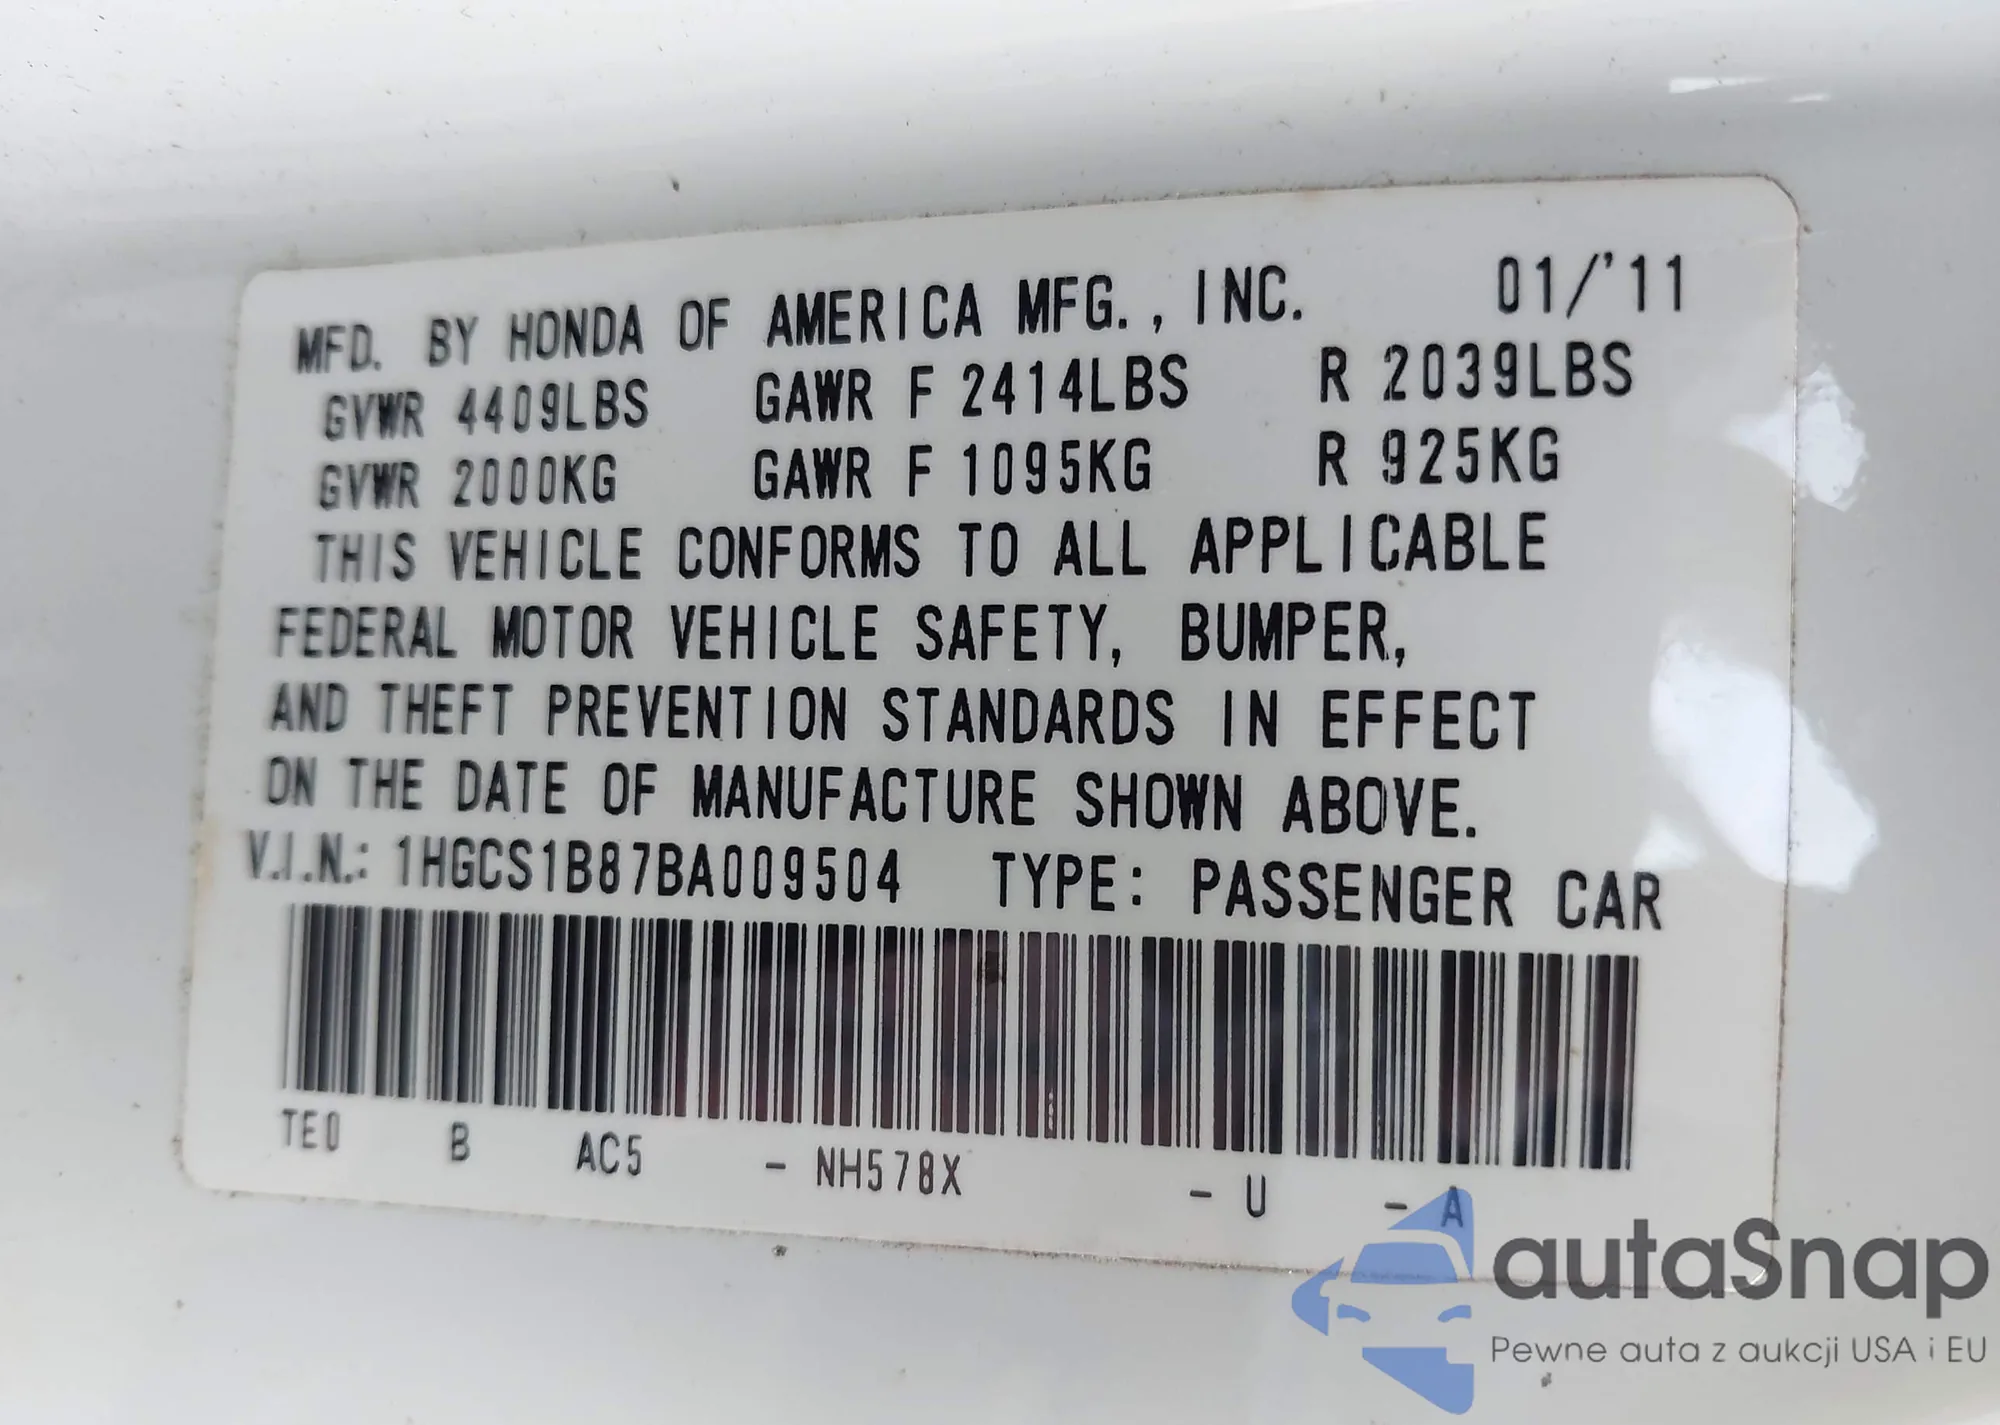 MFD. BY HONDA OF AMERICA MFG., INC. 01/'11
GVWR 4409LBS GAWR F 2414LBS R 2039LBS
GVWR 2000KG GAWR F 1095KG R 925KG
THIS VEHICLE CONFORMS TO ALL APPLICABLE
FEDERAL MOTOR VEHICLE SAFETY, BUMPER,
AND THEFT PREVENTION STANDARDS IN EFFECT
ON THE DATE OF MANUFACTURE SHOWN ABOVE.
V.I.N.: 1HGCS1B87BA009504 TYPE: PASSENGER CAR
TE0 B AC5 - NH578X - U - A
autaSnap
Pewne auta z aukcji USA i EU